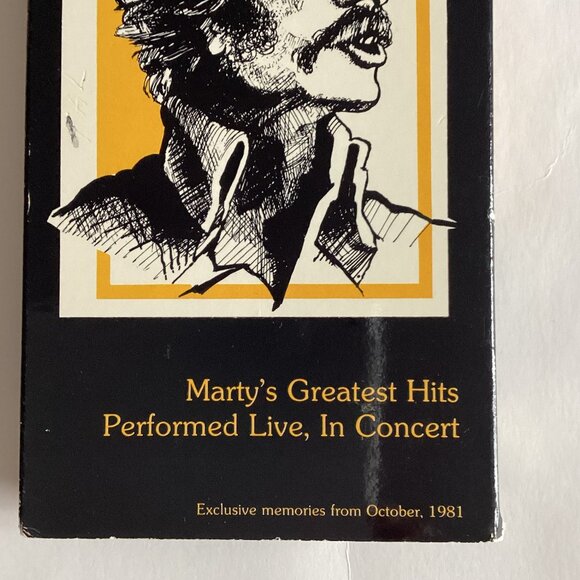 Marty's Greatest Hits
Performed Live, In Concert
Exclusive memories from October, 1981